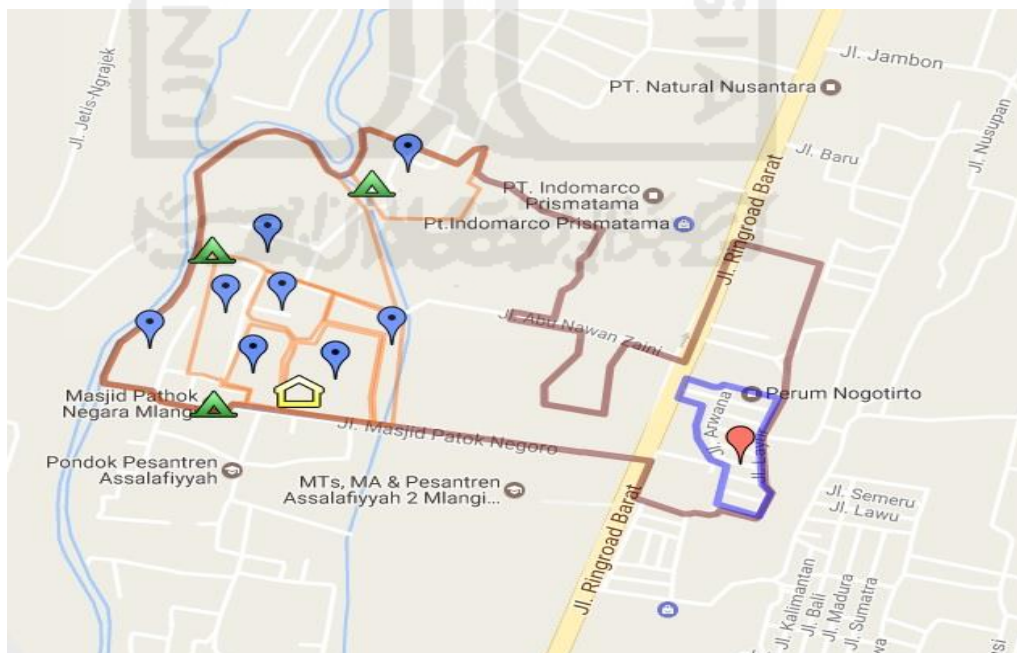 Jl. Jambon
PT. Natural Nusantara
Jl. Jetis-Ngrajek
Jl. Nusupan
Jl. Baru
Jl. Ringroad Barat
PT. Indomarco
Prismatama
Pt.Indomarco Prismatama
Jl. Abu Nawan Zaini
Masjid Pathok
Negara Mlangi
Perum Nogotirto
Jl. Arwana
Jl. Layur
Jl. Masjid Patok Negoro
Pondok Pesantren
Assalafiyyah
MTs, MA & Pesantren
Assalafiyyah 2 Mlangi...
Jl. Semeru
Jl. Lawu
Jl. Ringroad Barat
Jl. Kalimantan
Jl. Bali
Jl. Madura
Jl. Sumatra